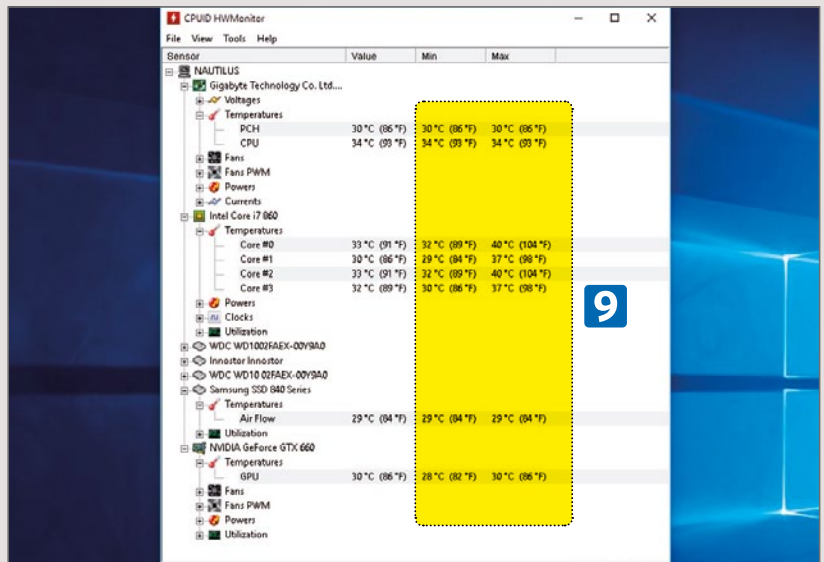 CPUID HWMonitor
File View Tools Help
Sensor Value Min Max
NAUTILUS
Gigabyte Technology Co. Ltd....
Voltages
Temperatures
PCH 30 °C (86 °F) 30 °C (86 °F) 30 °C (86 °F)
CPU 34 °C (93 °F) 34 °C (93 °F) 34 °C (93 °F)
Fans
Fans PWM
Powers
Currents
Intel Core i7 860
Temperatures
Core #0 33 °C (91 °F) 32 °C (89 °F) 40 °C (104 °F)
Core #1 30 °C (86 °F) 29 °C (84 °F) 37 °C (98 °F)
Core #2 33 °C (91 °F) 32 °C (89 °F) 40 °C (104 °F)
Core #3 32 °C (89 °F) 30 °C (86 °F) 37 °C (98 °F)
Powers
Clocks
Utilization
WDC WD1002FAEX-00Y9A0
Innostor Innostor
WDC WD10 02FAEX-00Y9A0
Samsung SSD 840 Series
Temperatures
Air Flow 29 °C (84 °F) 29 °C (84 °F) 29 °C (84 °F)
Utilization
NVIDIA GeForce GTX 660
Temperatures
GPU 30 °C (86 °F) 28 °C (82 °F) 30 °C (86 °F)
Fans
Fans PWM
Powers
Utilization
9